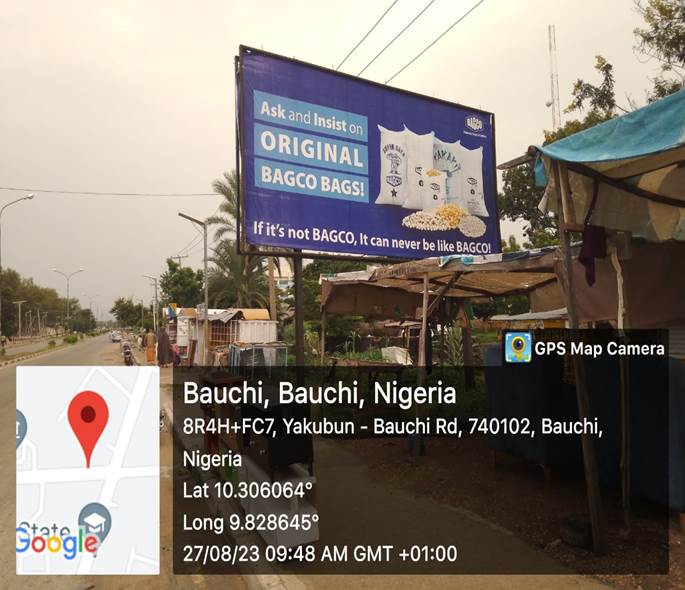 Ask and Insist on
ORIGINAL
BAGCO BAGS!
BAGCO
BAGCO
If it's not BAGCO, It can never be like BAGCO!
GPS Map Camera
Bauchi, Bauchi, Nigeria
8R4H+FC7, Yakubun - Bauchi Rd, 740102, Bauchi,
Nigeria
Lat 10.306064°
Long 9.828645°
27/08/23 09:48 AM GMT +01:00
State
Google